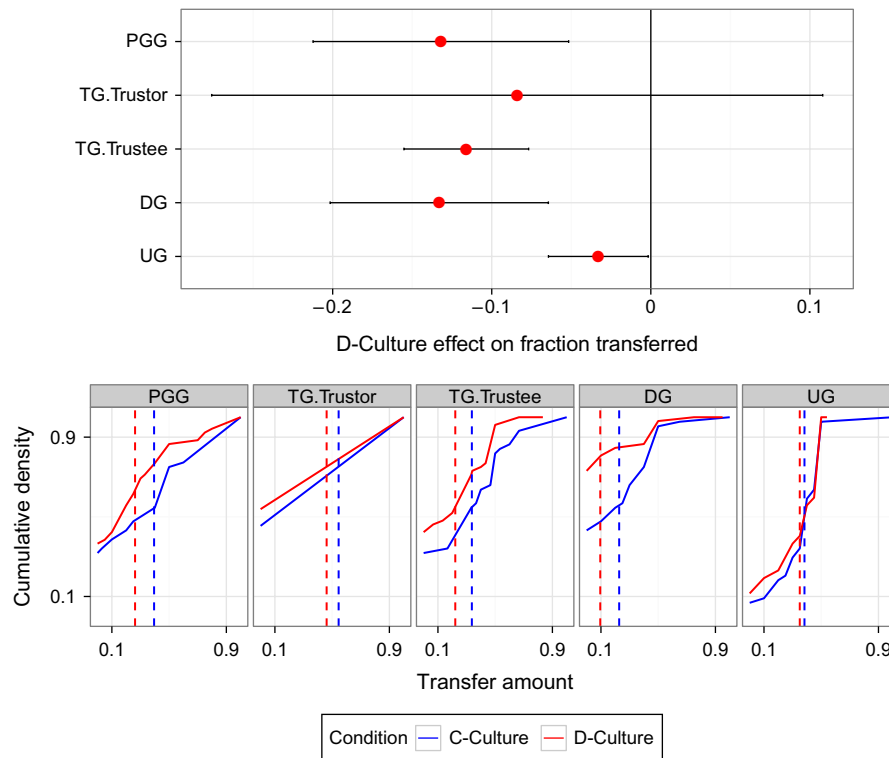 PGG
TG.Trustor
TG.Trustee
DG
UG
−0.2 −0.1 0 0.1
D-Culture effect on fraction transferred
PGG TG.Trustor TG.Trustee DG UG
0.9
0.1
Cumulative density
0.1 0.9 0.1 0.9 0.1 0.9 0.1 0.9 0.1 0.9
Transfer amount
Condition C-Culture D-Culture